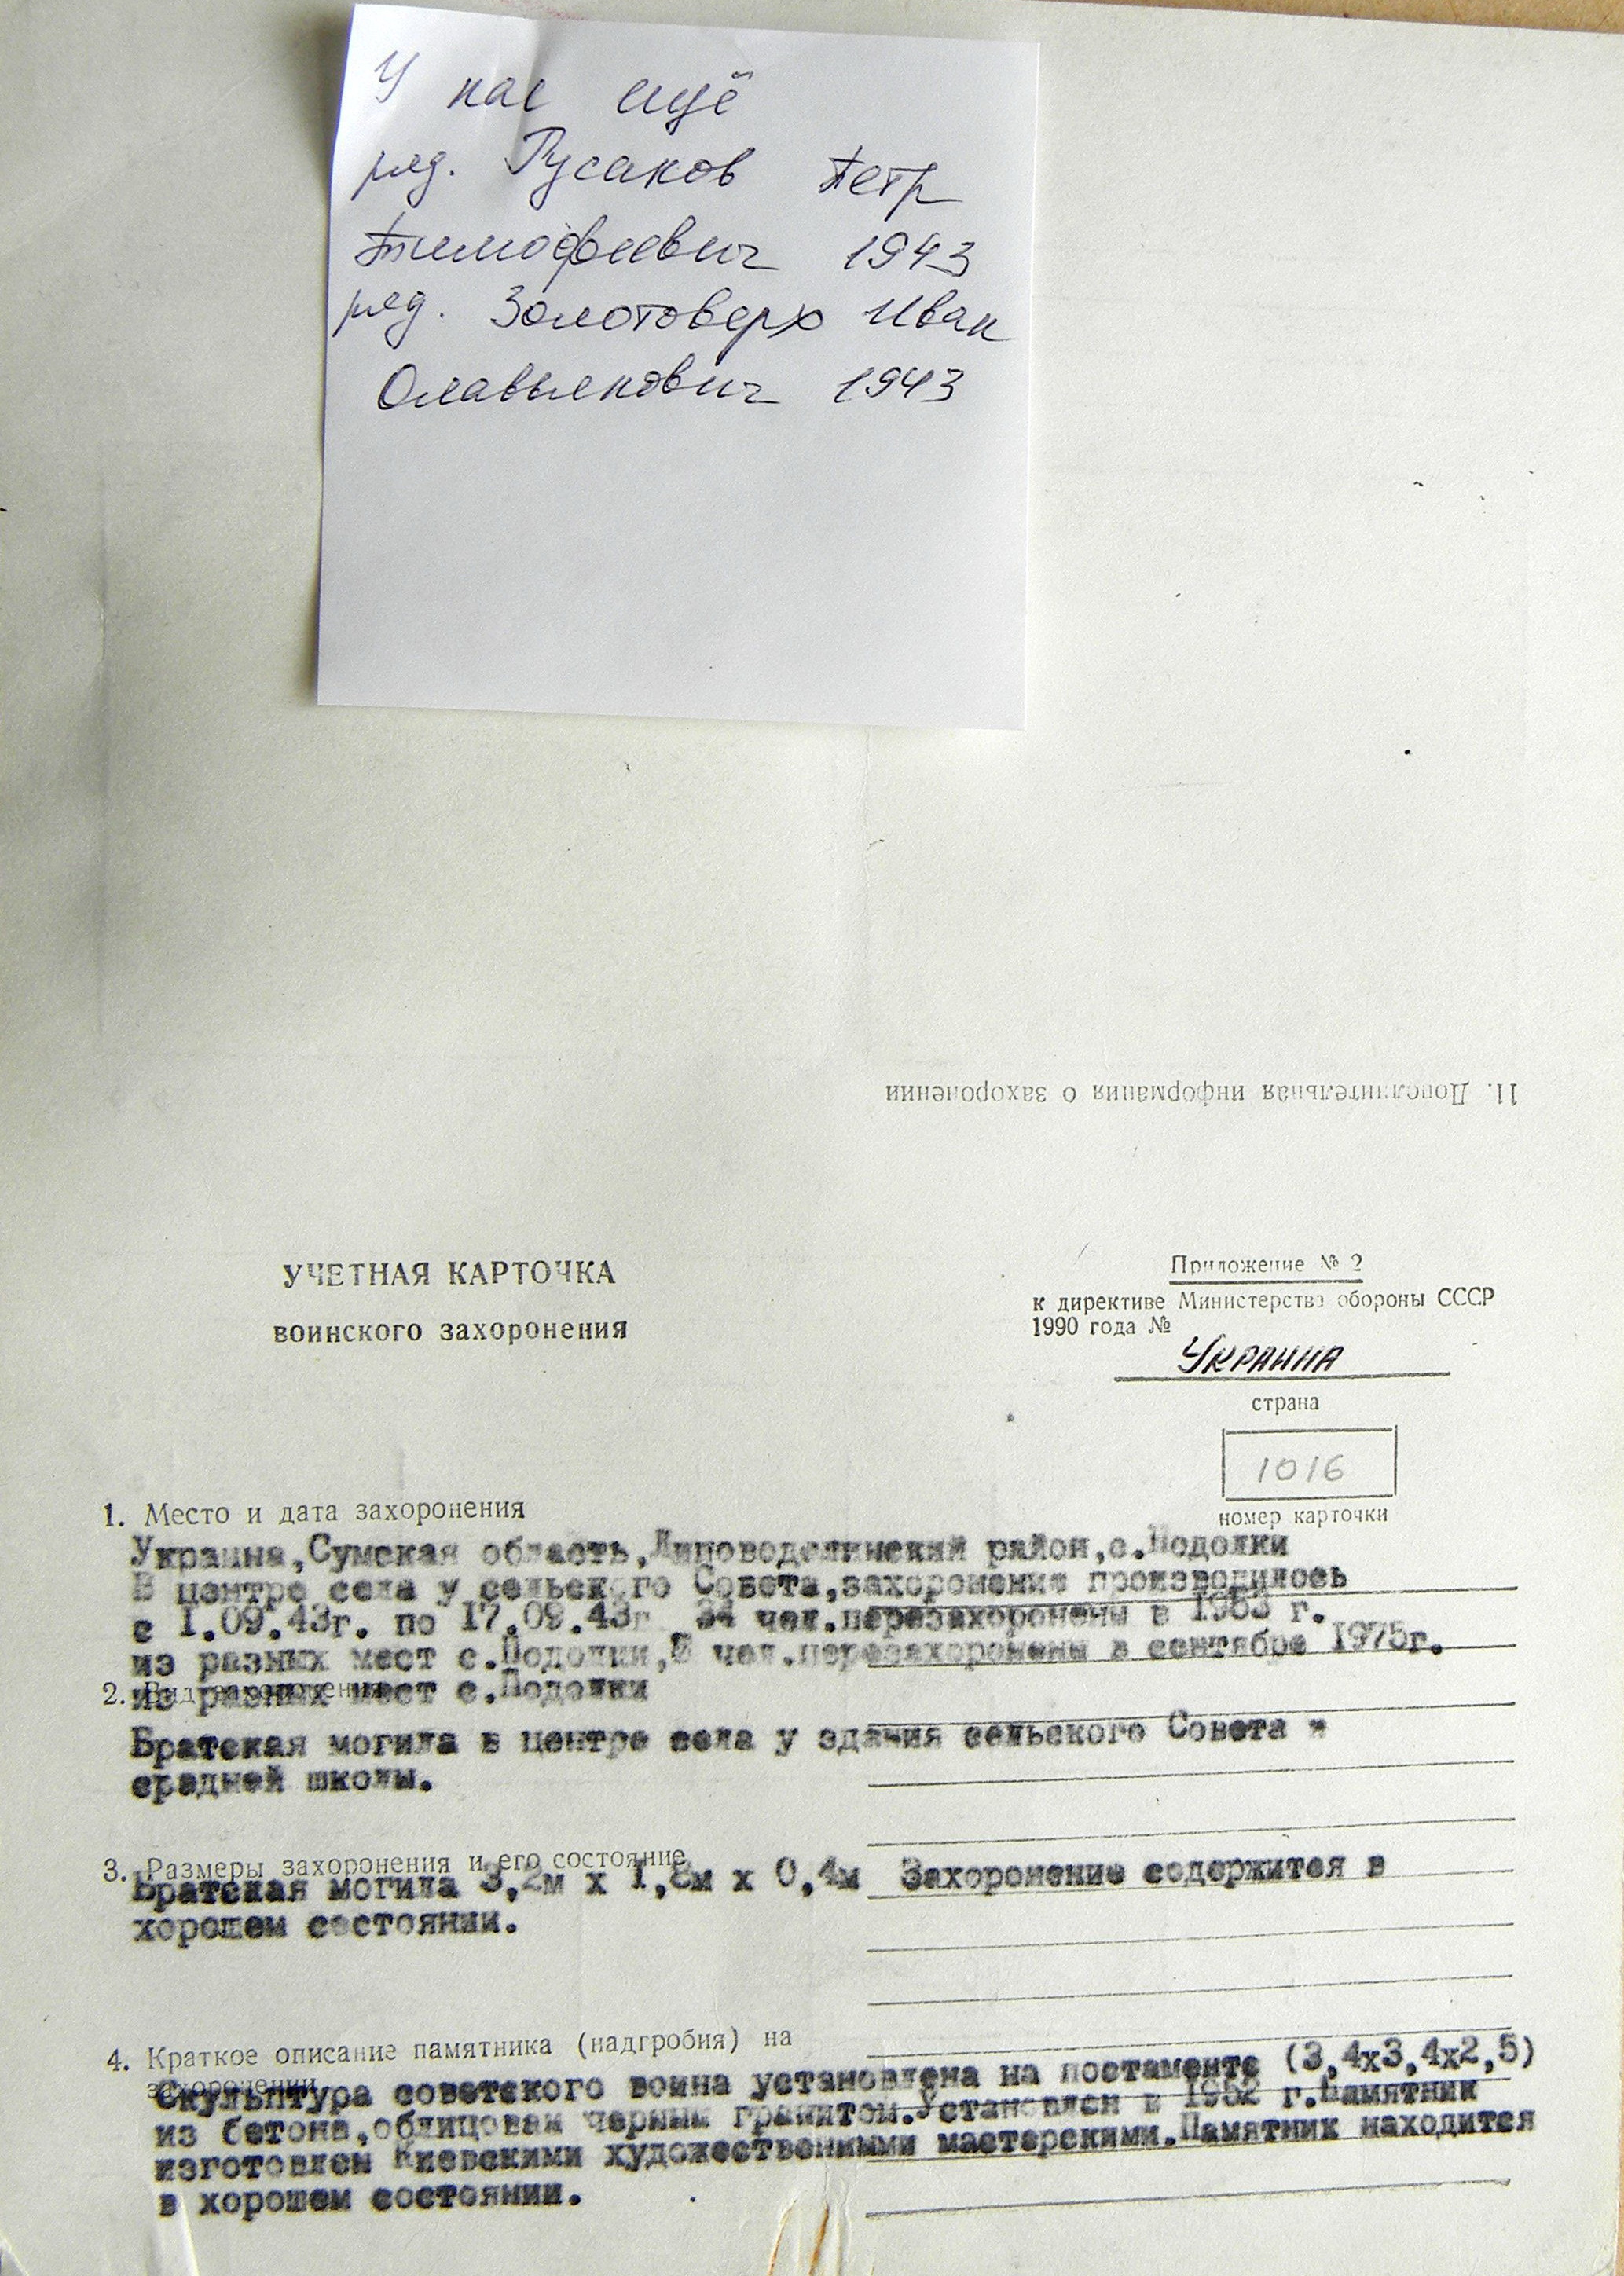 У нас ещё
ряд. Русаков Петр
Тимофеевич 1943
ряд. Золотоверх Иван
1943
11. Дополнительная информация о захоронении
УЧЕТНАЯ КАРТОЧКА
воинского захоронения
Приложение № 2
к директиве Министерства обороны СССР
1990 года №
УКРАИНА
страна
1016
номер карточки
1. Место и дата захоронения
Украина,Сумская область,Липоводолинский район,с.Подолки
В центре села у сельского Совета,захоронение производилось
с 1.09.43г. по 17.09.43г 34 чел.перезахоронены в 1953 г.
из разных мест с.Подолки, чел.перезахоронены в сентябре 1975г.
2. Вид захоронения
из разных мест с.Подолки
Братская могила в центре села у здания сельского Совета и
средней школы.
3. Размеры захоронения и его состояние
Братская могила 3,2м х 1,8м х 0,4м Захоронение содержится в
хорошем состоянии.
4. Краткое описание памятника (надгробия) на
захоронении
Скульптура советского воина установлена на постаменте (3,4х3,4х2,5)
из бетона,облицован черным гранитом.Установлен в 1952 г.Памятник
изготовлен Киевскими художественными мастерскими.Памятник находится
в хорошем состоянии.